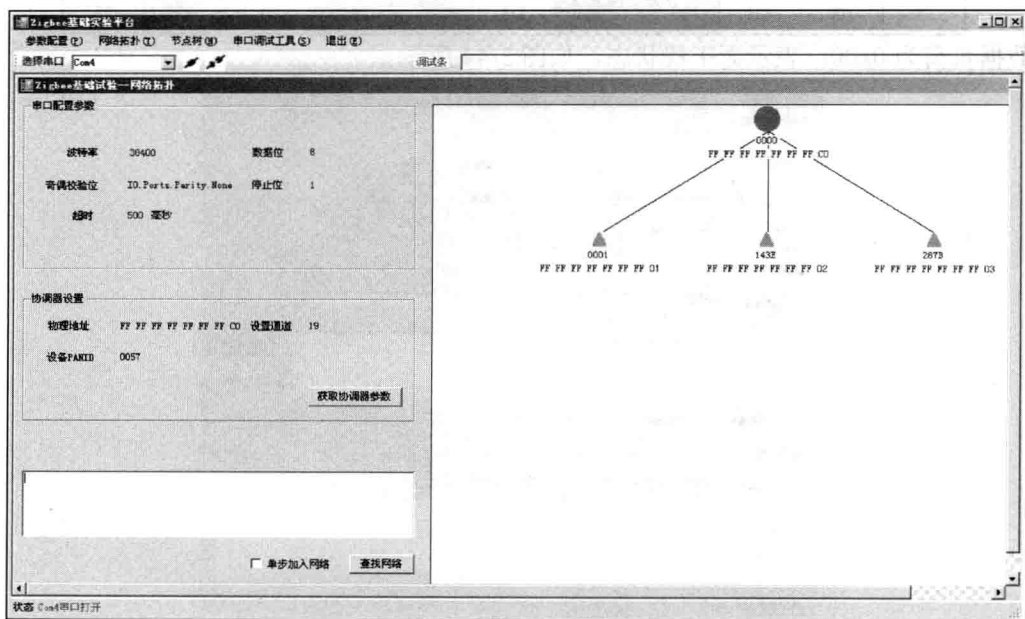 Zigbee基础实验平台
参数配置(P) 网络拓扑(T) 节点树(N) 串口调试工具(S) 退出(E)
选择串口 Com4 调试条
Zigbee基础试验--网络拓扑
串口配置参数
波特率 38400 数据位 8
奇偶校验位 IO.Ports.Parity.None 停止位 1
超时 500 毫秒
协调器设置
物理地址 FF FF FF FF FF FF FF C0 设置通道 19
设备PANID 0057
获取协调器参数
单步加入网络 查找网络
0000
FF FF FF FF FF FF FF C0
0001 1432 2873
FF FF FF FF FF FF FF 01 FF FF FF FF FF FF FF 02 FF FF FF FF FF FF FF 03
状态 Com4串口打开